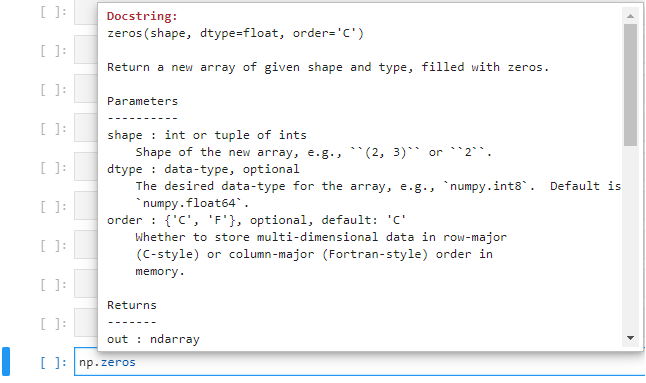 [ ]:
[ ]:
[ ]:
[ ]:
[ ]:
[ ]:
[ ]:
[ ]:
[ ]:
Docstring:
zeros(shape, dtype=float, order='C')
Return a new array of given shape and type, filled with zeros.
Parameters
----------
shape : int or tuple of ints
    Shape of the new array, e.g., ``(2, 3)`` or ``2``.
dtype : data-type, optional
    The desired data-type for the array, e.g., `numpy.int8`.  Default is
    `numpy.float64`.
order : {'C', 'F'}, optional, default: 'C'
    Whether to store multi-dimensional data in row-major
    (C-style) or column-major (Fortran-style) order in
    memory.
Returns
-------
out : ndarray
[ ]: np.zeros